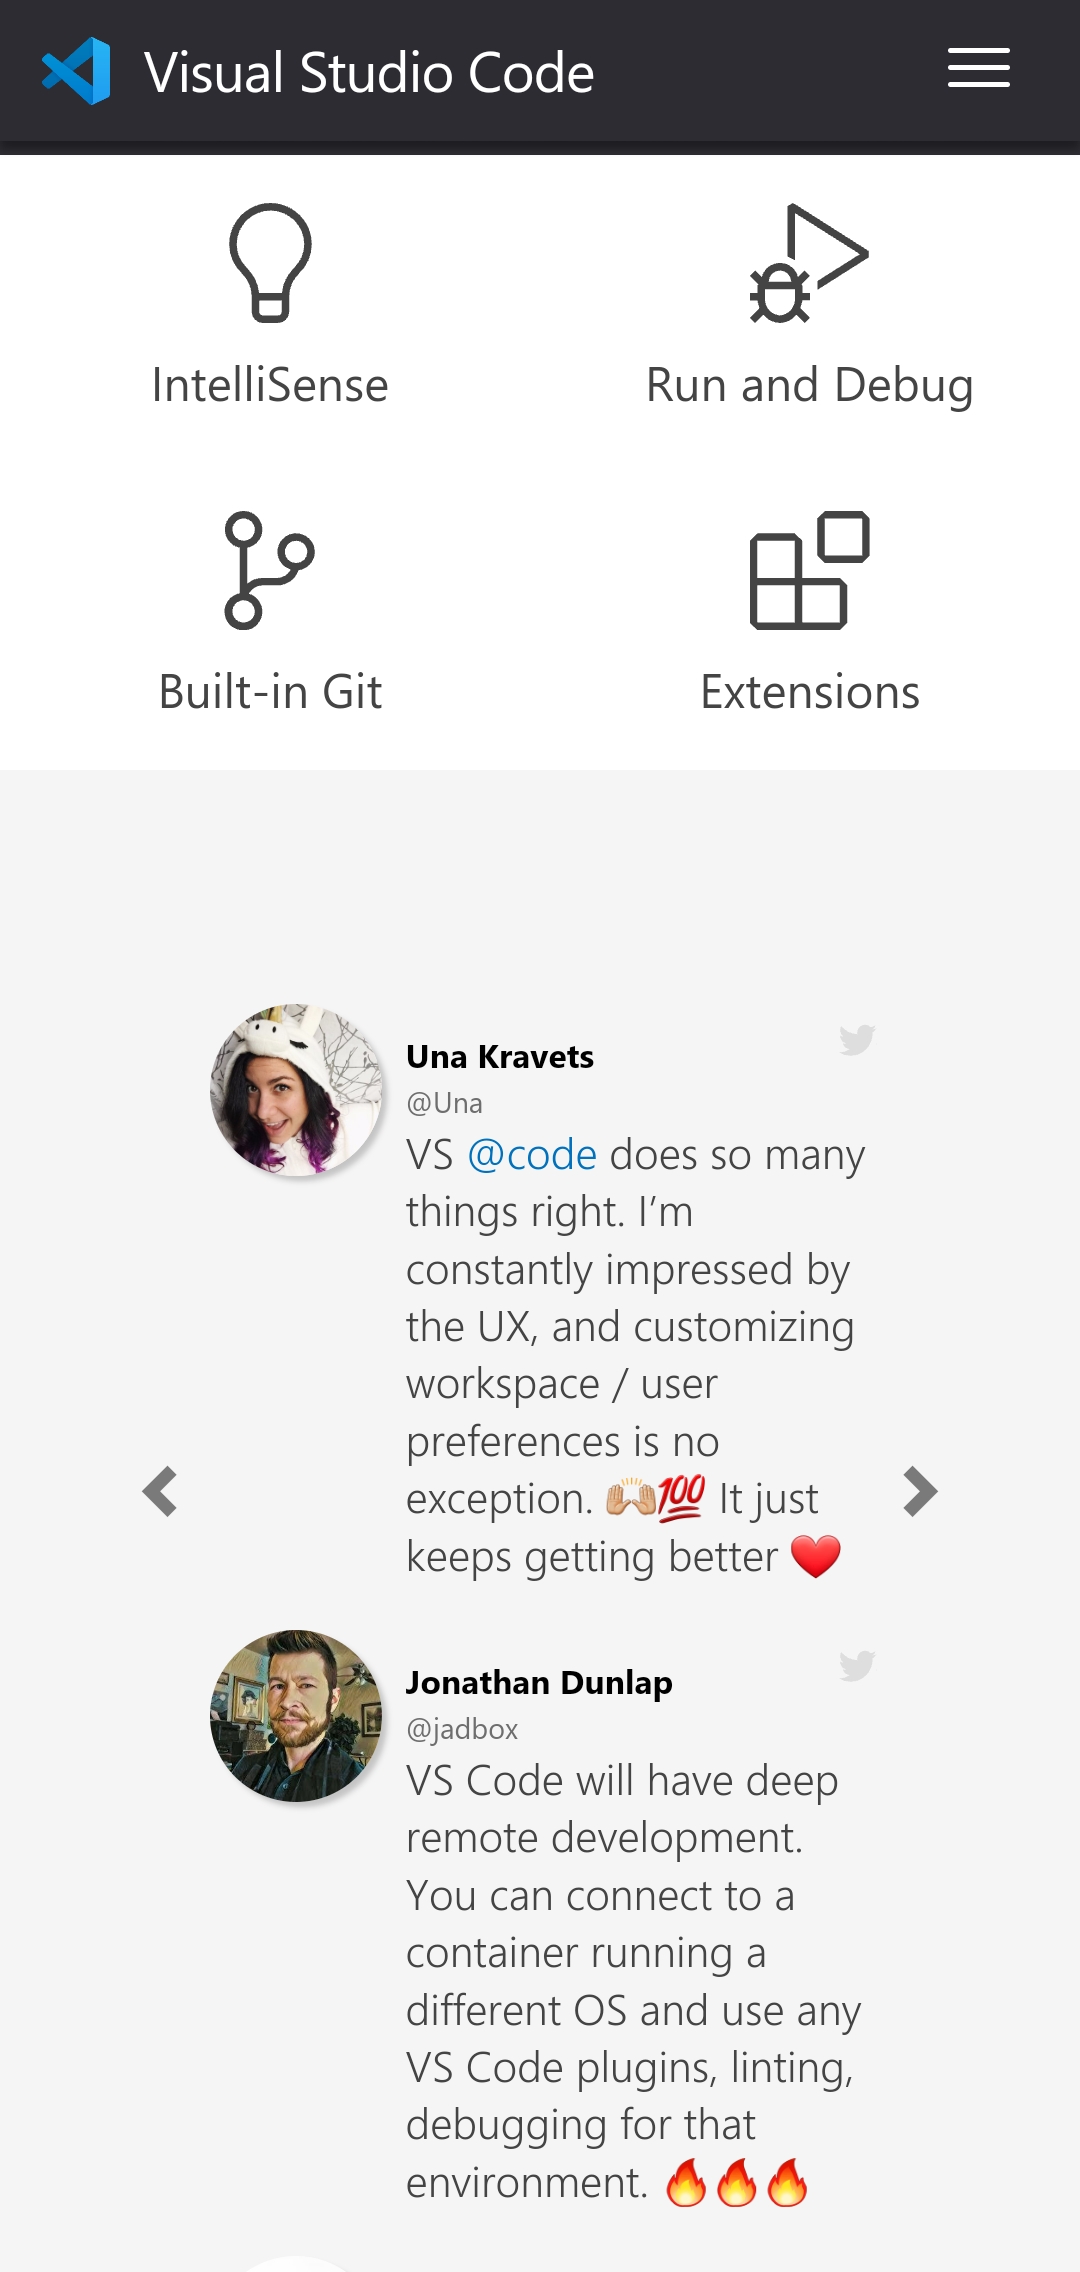 Visual Studio Code
IntelliSense
Run and Debug
Built-in Git
Extensions
Una Kravets
@Una
VS @code does so many
things right. I’m
constantly impressed by
the UX, and customizing
workspace / user
preferences is no
exception. 🙌🏼💯 It just
keeps getting better ❤️
Jonathan Dunlap
@jadbox
VS Code will have deep
remote development.
You can connect to a
container running a
different OS and use any
VS Code plugins, linting,
debugging for that
environment. 🔥🔥🔥